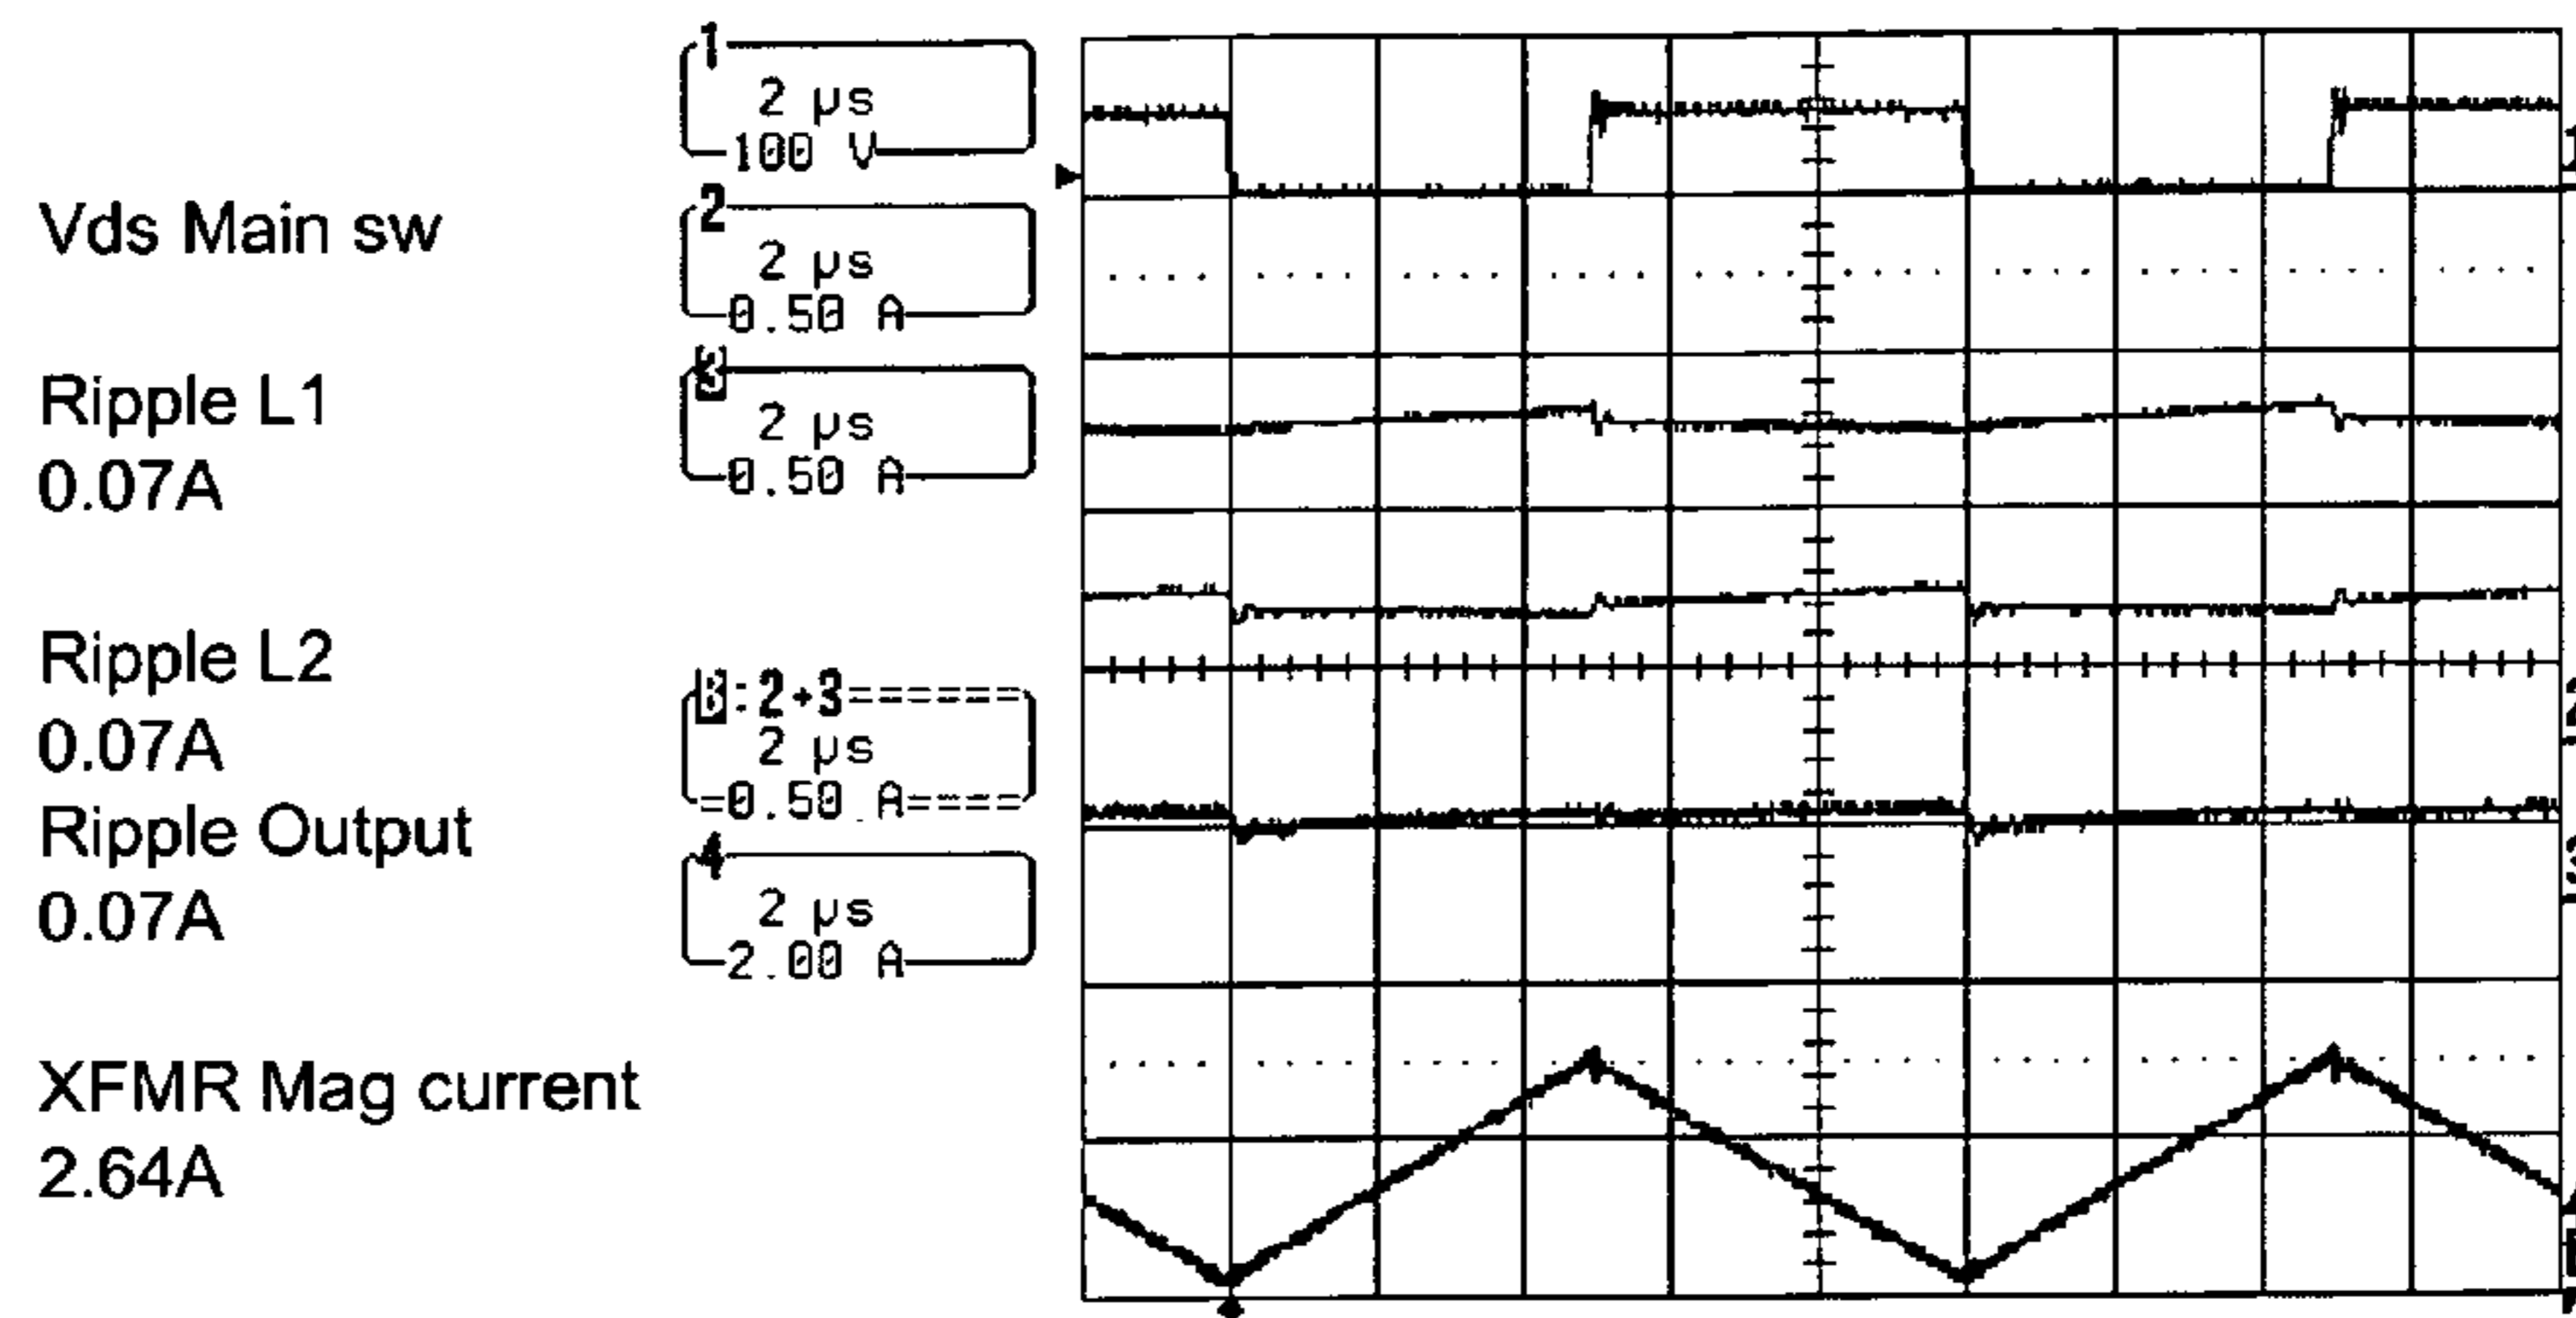 1
2 µs
100 V
Vds Main sw
2
2 µs
0.50 A
Ripple L1
0.07A
3
2 µs
0.50 A
Ripple L2
0.07A
B:2+3
2 µs
0.50 A
Ripple Output
0.07A
4
2 µs
2.00 A
XFMR Mag current
2.64A